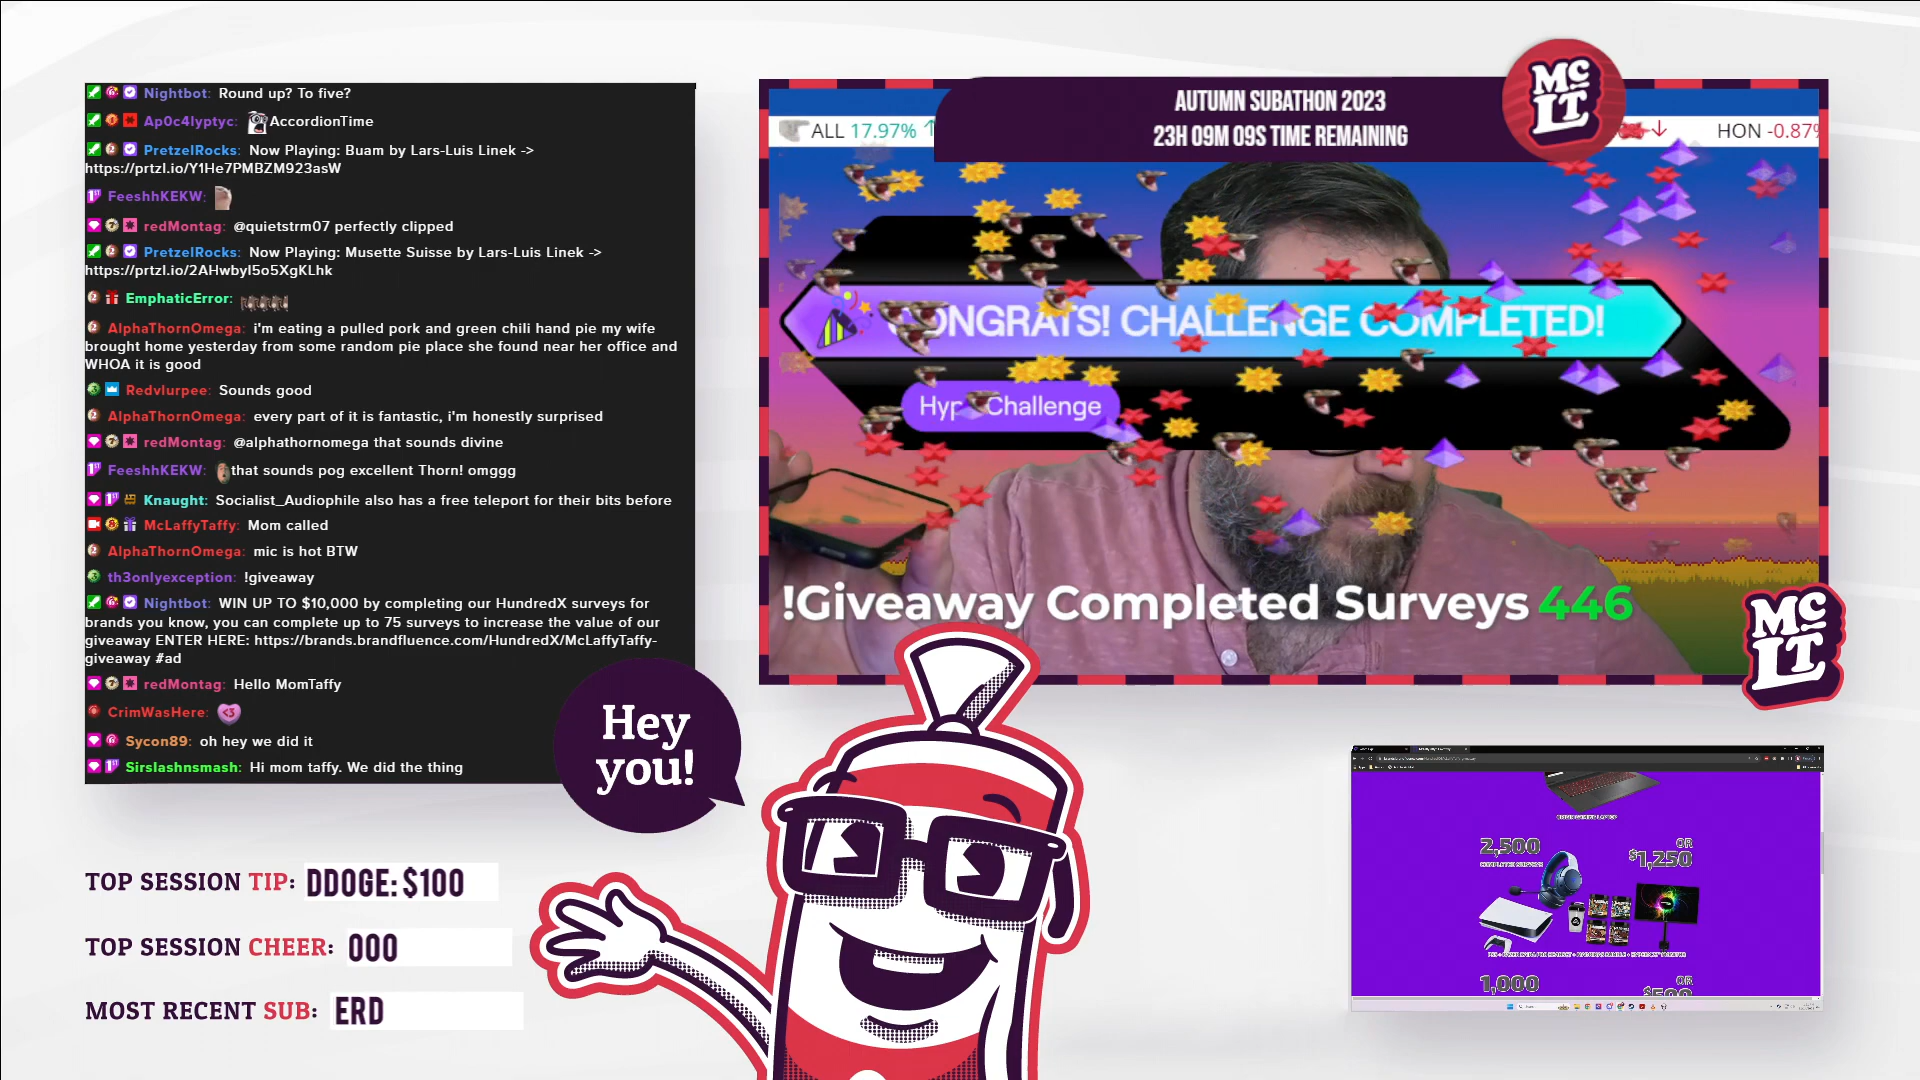 Nightbot: Round up? To five?
Ap0c4lyptyc: AccordionTime
PretzelRocks: Now Playing: Buam by Lars-Luis Linek ->
https://prtzl.io/Y1He7PMBZM923asW
FeeshhKEKW:
redMontag: @quietstrm07 perfectly clipped
PretzelRocks: Now Playing: Musette Suisse by Lars-Luis Linek ->
https://prtzl.io/2AHwbyl5o5XgKLhk
EmphaticError:
AlphaThornOmega: i'm eating a pulled pork and green chili hand pie my wife
brought home yesterday from some random pie place she found near her office and
WHOA it is good
Redvlurpee: Sounds good
AlphaThornOmega: every part of it is fantastic, i'm honestly surprised
redMontag: @alphathornomega that sounds divine
FeeshhKEKW: that sounds pog excellent Thorn! omggg
Knaught: Socialist_Audiophile also has a free teleport for their bits before
McLaffyTaffy: Mom called
AlphaThornOmega: mic is hot BTW
th3onlyexception: !giveaway
Nightbot: WIN UP TO $10,000 by completing our HundredX surveys for
brands you know, you can complete up to 75 surveys to increase the value of our
giveaway ENTER HERE: https://brands.brandfluence.com/HundredX/McLaffyTaffy-
giveaway #ad
redMontag: Hello MomTaffy
CrimWasHere: <3
Sycon89: oh hey we did it
Sirslashnsmash: Hi mom taffy. We did the thing
Hey
you!
TOP SESSION TIP: DDOGE: $100
TOP SESSION CHEER: 000
MOST RECENT SUB: ERD
AUTUMN SUBATHON 2023
23H 09M 09S TIME REMAINING
McLT
ALL 17.97% ↑
HON -0.87%
CONGRATS! CHALLENGE COMPLETED!
Hype Challenge
!Giveaway Completed Surveys 446
McLT
2,500
OR
$1,250
1,000
OR
$500